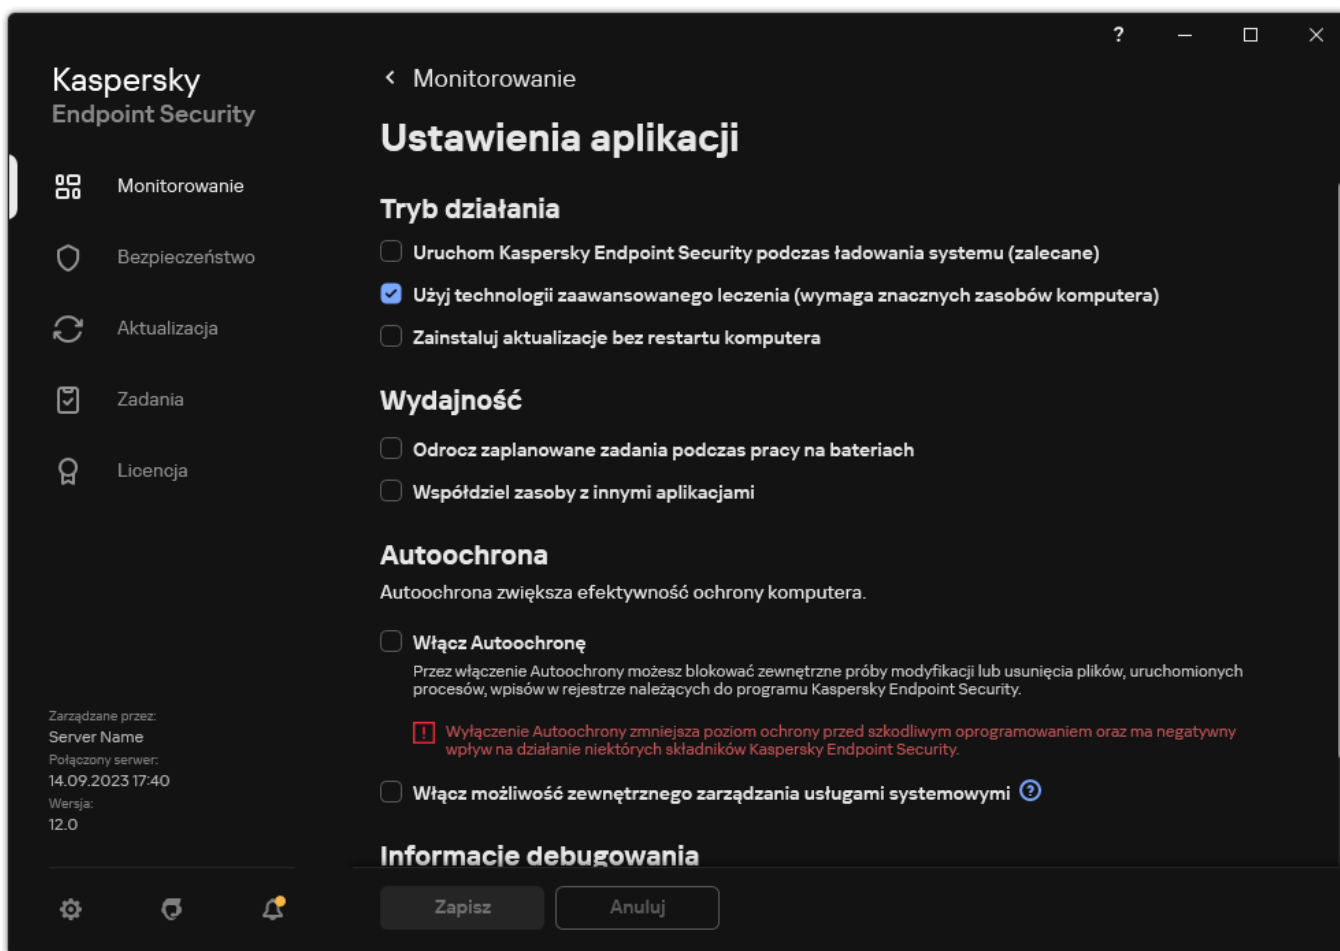 ?
Kaspersky
Endpoint Security
Monitorowanie
Bezpieczeństwo
Aktualizacja
Zadania
Licencja
Zarządzane przez:
Server Name
Połączony serwer:
14.09.2023 17:40
Wersja:
12.0
Monitorowanie
Ustawienia aplikacji
Tryb działania
Uruchom Kaspersky Endpoint Security podczas ładowania systemu (zalecane)
Użyj technologii zaawansowanego leczenia (wymaga znacznych zasobów komputera)
Zainstaluj aktualizacje bez restartu komputera
Wydajność
Odrocz zaplanowane zadania podczas pracy na bateriach
Współdziel zasoby z innymi aplikacjami
Autoochrona
Autoochrona zwiększa efektywność ochrony komputera.
Włącz Autoochronę
Przez włączenie Autoochrony możesz blokować zewnętrzne próby modyfikacji lub usunięcia plików, uruchomionych
procesów, wpisów w rejestrze należących do programu Kaspersky Endpoint Security.
Wyłączenie Autoochrony zmniejsza poziom ochrony przed szkodliwym oprogramowaniem oraz ma negatywny
wpływ na działanie niektórych składników Kaspersky Endpoint Security.
Włącz możliwość zewnętrznego zarządzania usługami systemowymi ?
Informacje debugowania
Zapisz
Anuluj